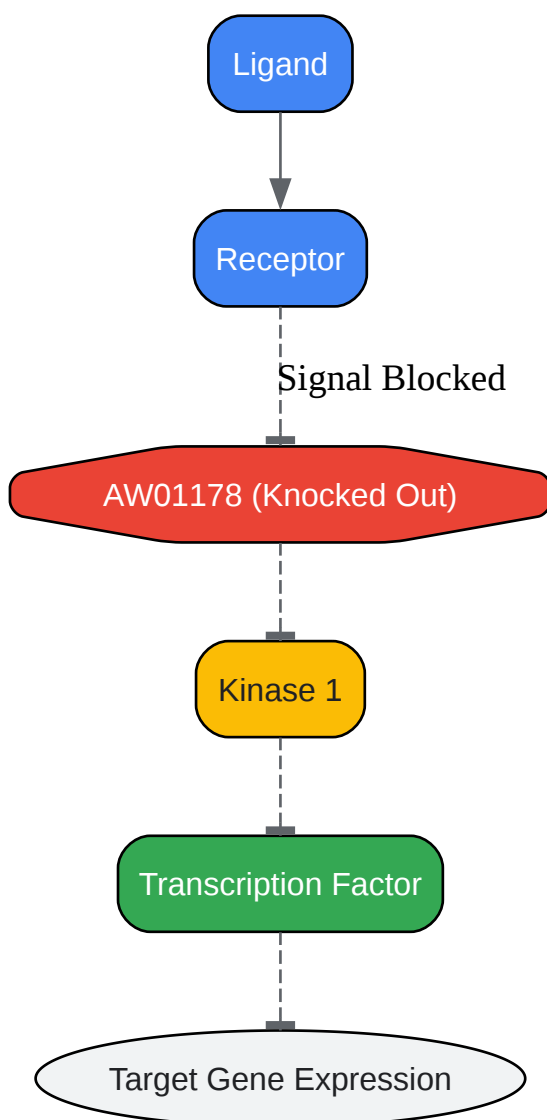 Ligand
Receptor
Signal Blocked
AW01178 (Knocked Out)
Kinase 1
Transcription Factor
Target Gene Expression